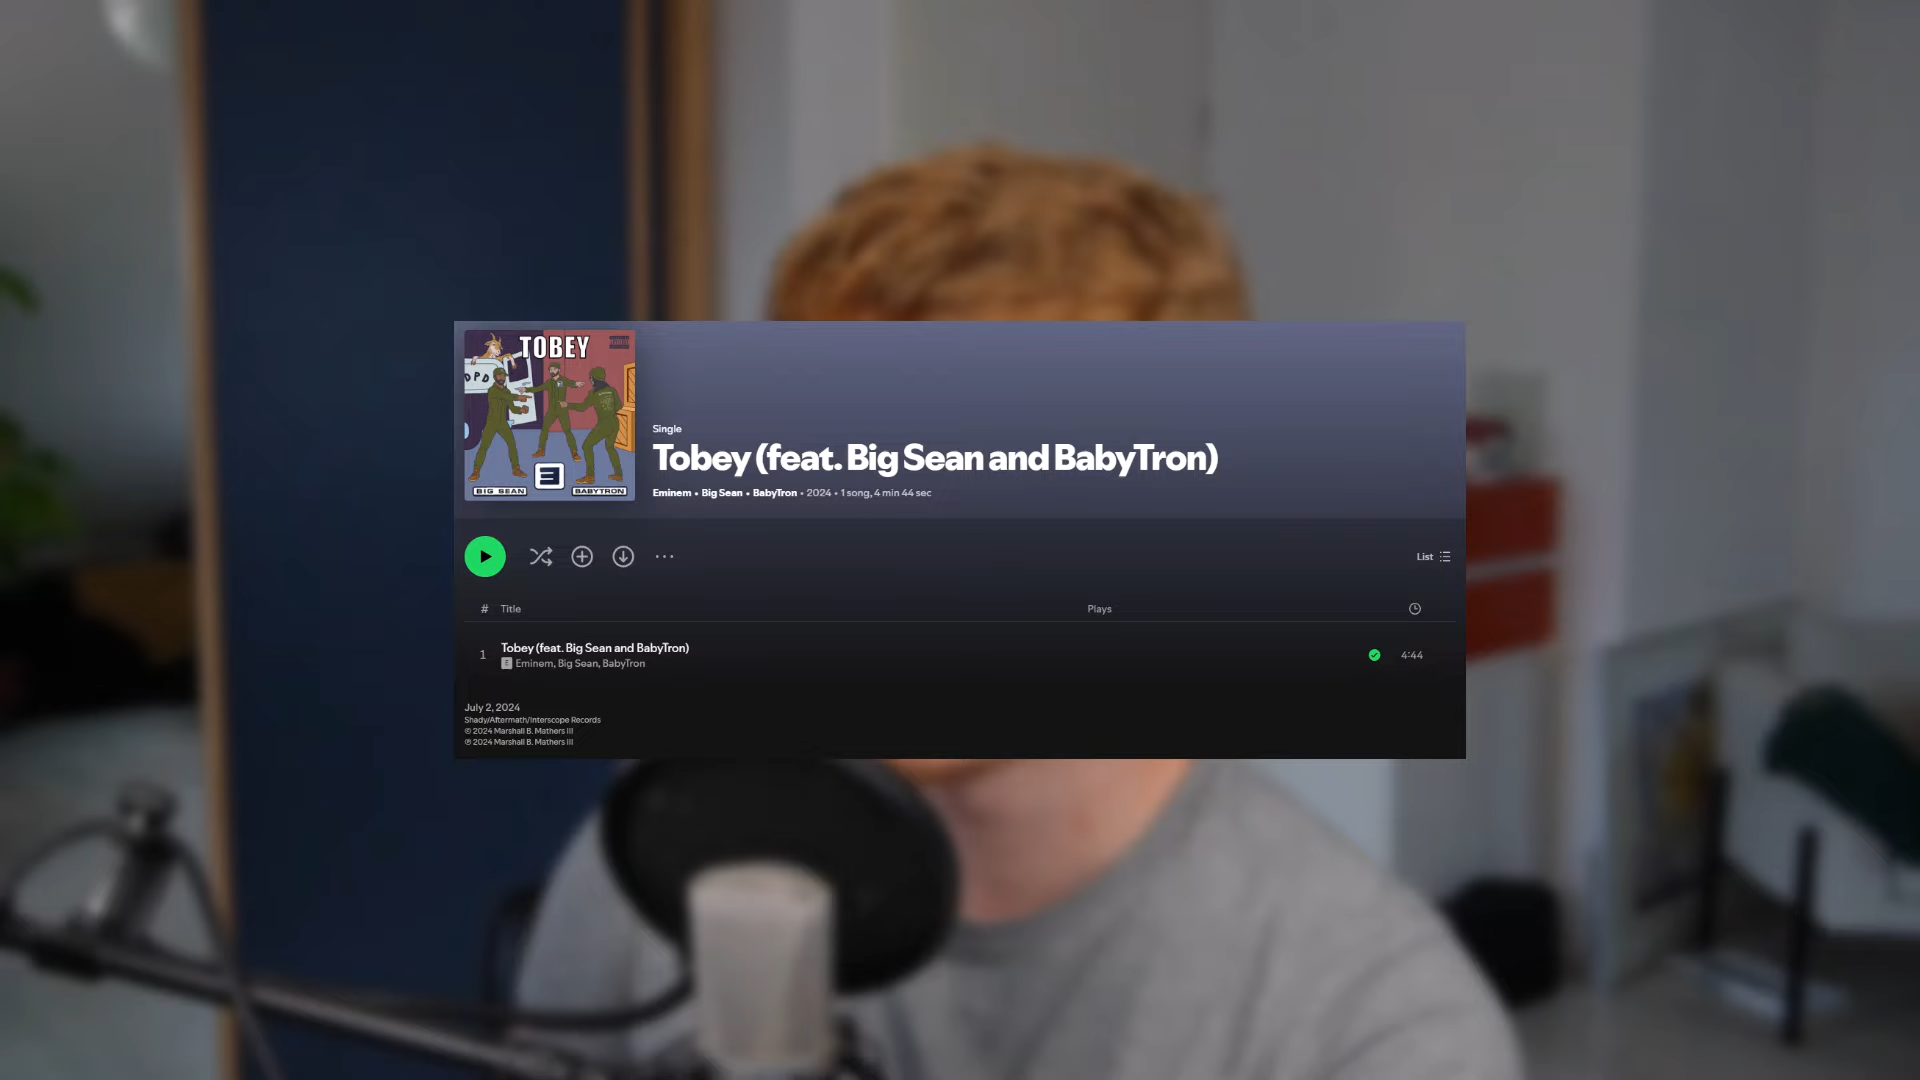 TOBEY
DPD
E
BIG SEAN
BABYTRON
Single
Tobey (feat. Big Sean and BabyTron)
Eminem • Big Sean • BabyTron • 2024 • 1 song, 4 min 44 sec
List
# Title Plays
1 Tobey (feat. Big Sean and BabyTron) 4:44
E Eminem, Big Sean, BabyTron
July 2, 2024
Shady/Aftermath/Interscope Records
© 2024 Marshall B. Mathers III
℗ 2024 Marshall B. Mathers III